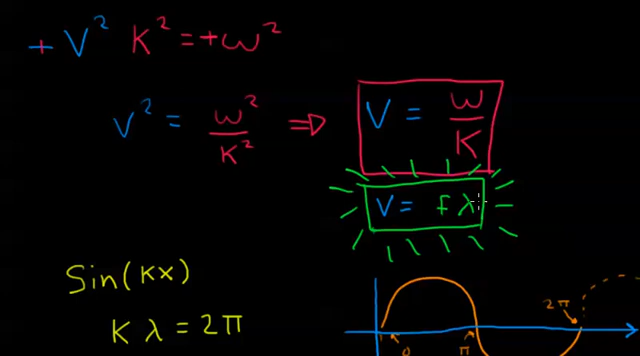 + V² K² = +ω²
V² = ω²/K² ⇒ V = ω/K
V = fλ
Sin(Kx)
Kλ = 2π
0 π 2π